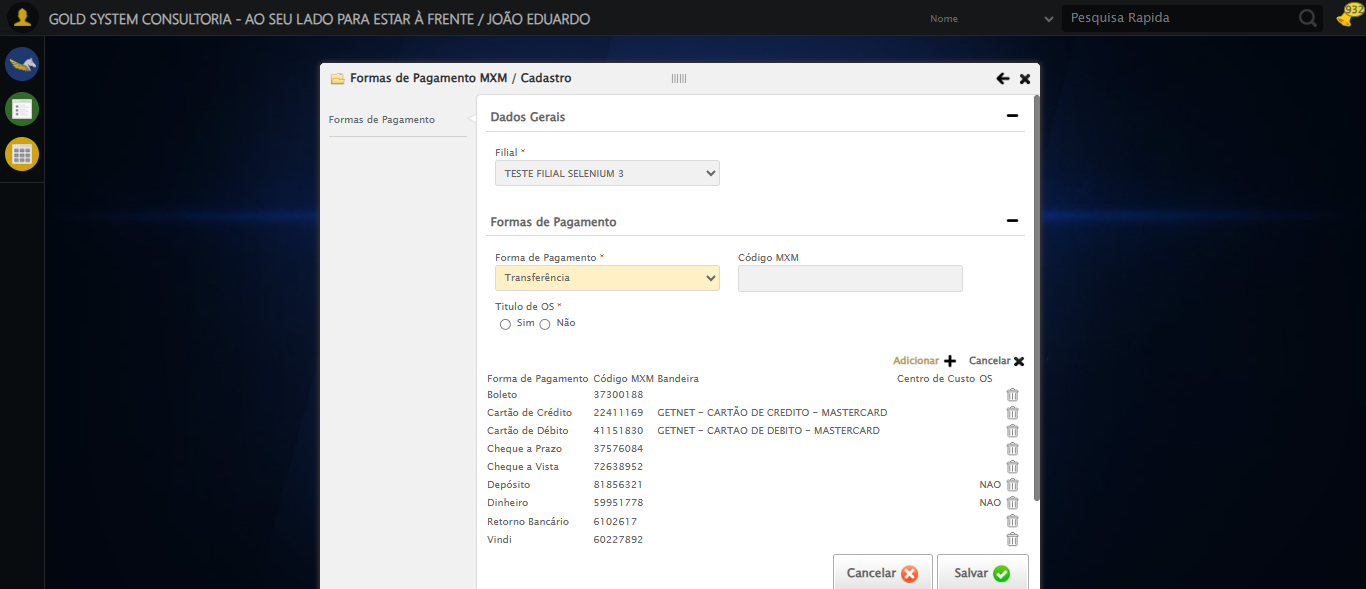 GOLD SYSTEM CONSULTORIA - AO SEU LADO PARA ESTAR À FRENTE / JOÃO EDUARDO
Nome
Pesquisa Rapida
932
Formas de Pagamento MXM / Cadastro
Formas de Pagamento
Dados Gerais
Filial *
TESTE FILIAL SELENIUM 3
Formas de Pagamento
Forma de Pagamento * Código MXM
Transferência
Titulo de OS *
Sim Não
Adicionar Cancelar
Forma de Pagamento Código MXM Bandeira Centro de Custo OS
Boleto 37300188
Cartão de Crédito 22411169 GETNET - CARTÃO DE CREDITO - MASTERCARD
Cartão de Débito 41151830 GETNET - CARTAO DE DEBITO - MASTERCARD
Cheque a Prazo 37576084
Cheque a Vista 72638952
Depósito 81856321 NAO
Dinheiro 59951778 NAO
Retorno Bancário 6102617
Vindi 60227892
Cancelar Salvar